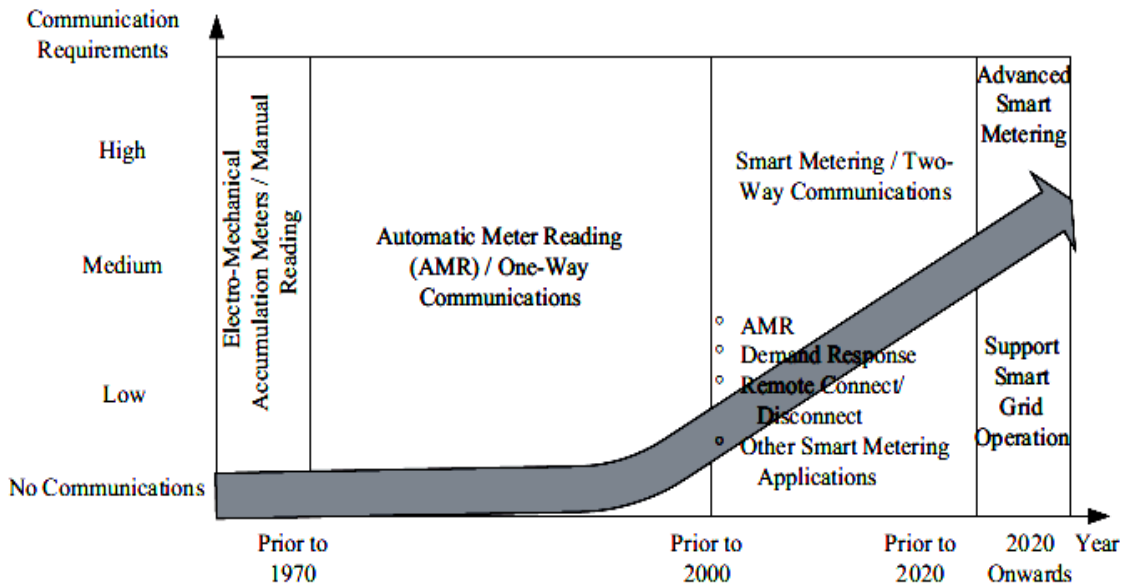 Communication
Requirements
High
Medium
Low
No Communications
Electro-Mechanical
Accumulation Meters / Manual
Reading
Automatic Meter Reading
(AMR) / One-Way
Communications
Smart Metering / Two-
Way Communications
° AMR
° Demand Response
° Remote Connect/
Disconnect
° Other Smart Metering
Applications
Advanced
Smart
Metering
Support
Smart
Grid
Operation
Prior to
1970
Prior to
2000
Prior to
2020
2020
Onwards
Year